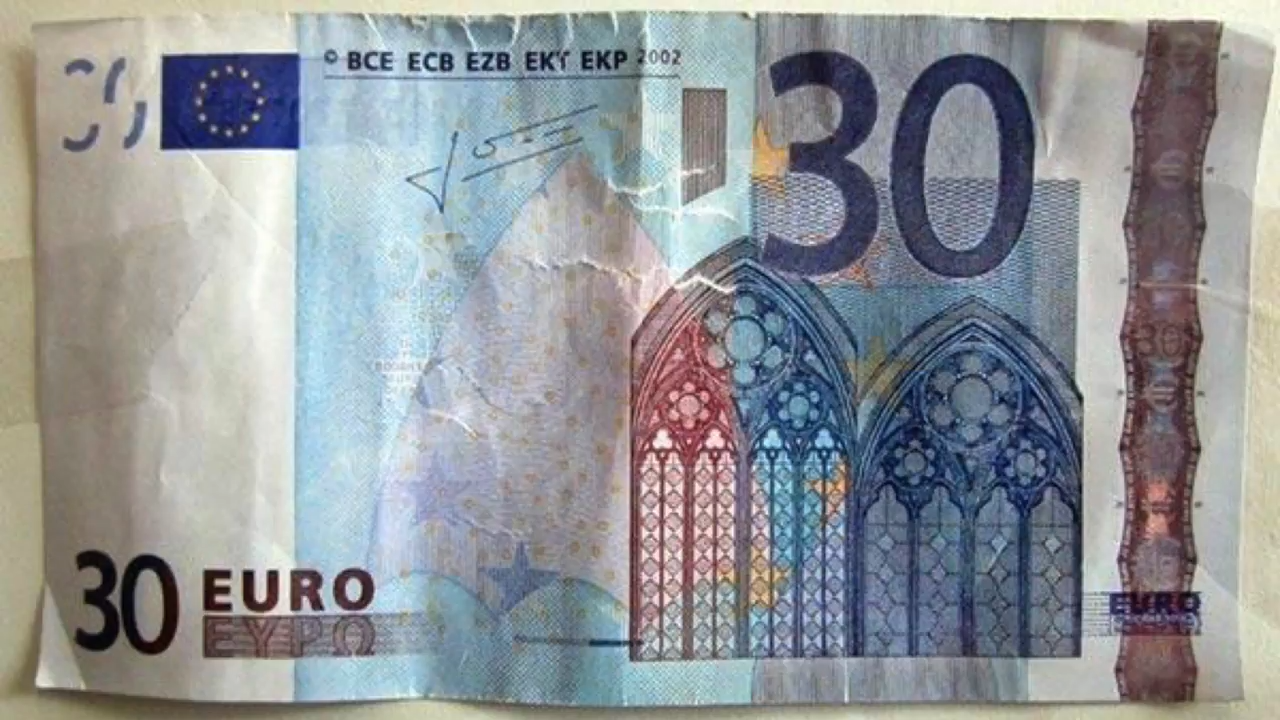 © BCE ECB EZB EKT EKP 2002
30
30 EURO
ΕΥΡΩ
30
EURO